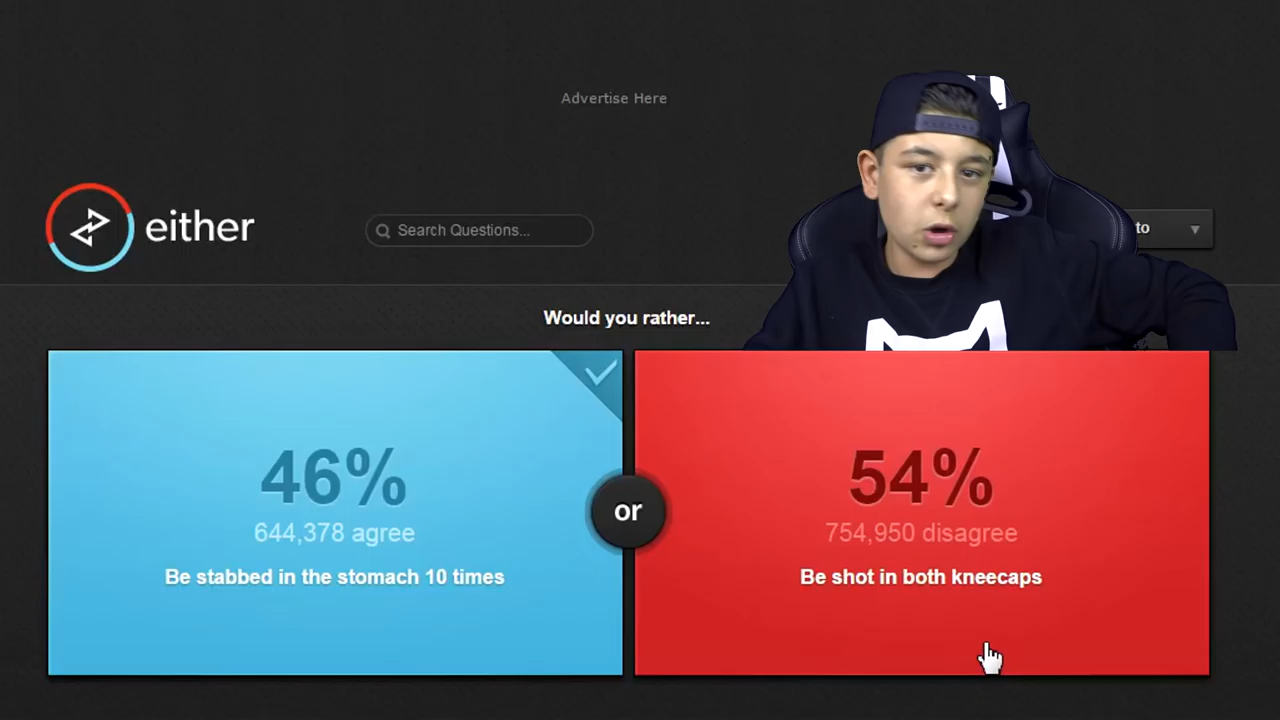 Advertise Here
either
Search Questions...
to
Would you rather...
46%
644,378 agree
Be stabbed in the stomach 10 times
or
54%
754,950 disagree
Be shot in both kneecaps